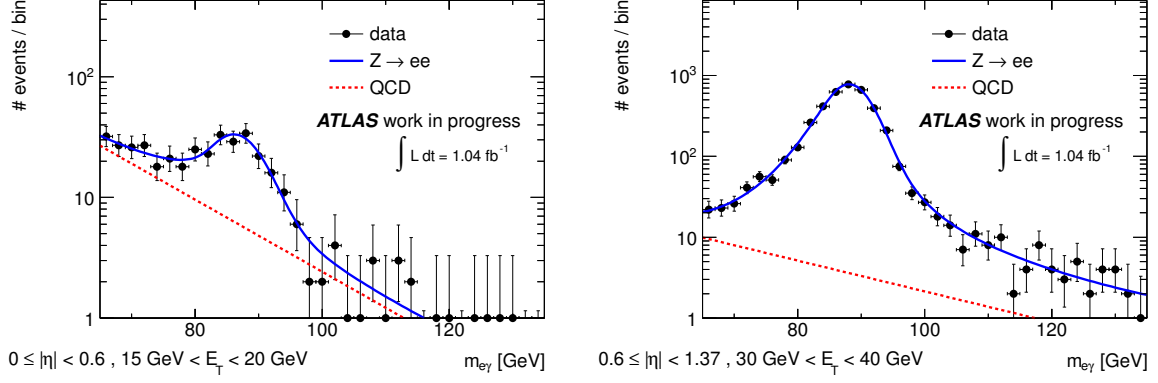 # events / bin
10²
10
1
data
Z → ee
QCD
ATLAS work in progress
∫ L dt = 1.04 fb⁻¹
80 100 120
0 ≤ |η| < 0.6 , 15 GeV < E_T < 20 GeV
m_eγ [GeV]
# events / bin
10³
10²
10
1
data
Z → ee
QCD
ATLAS work in progress
∫ L dt = 1.04 fb⁻¹
80 100 120
0.6 ≤ |η| < 1.37 , 30 GeV < E_T < 40 GeV
m_eγ [GeV]